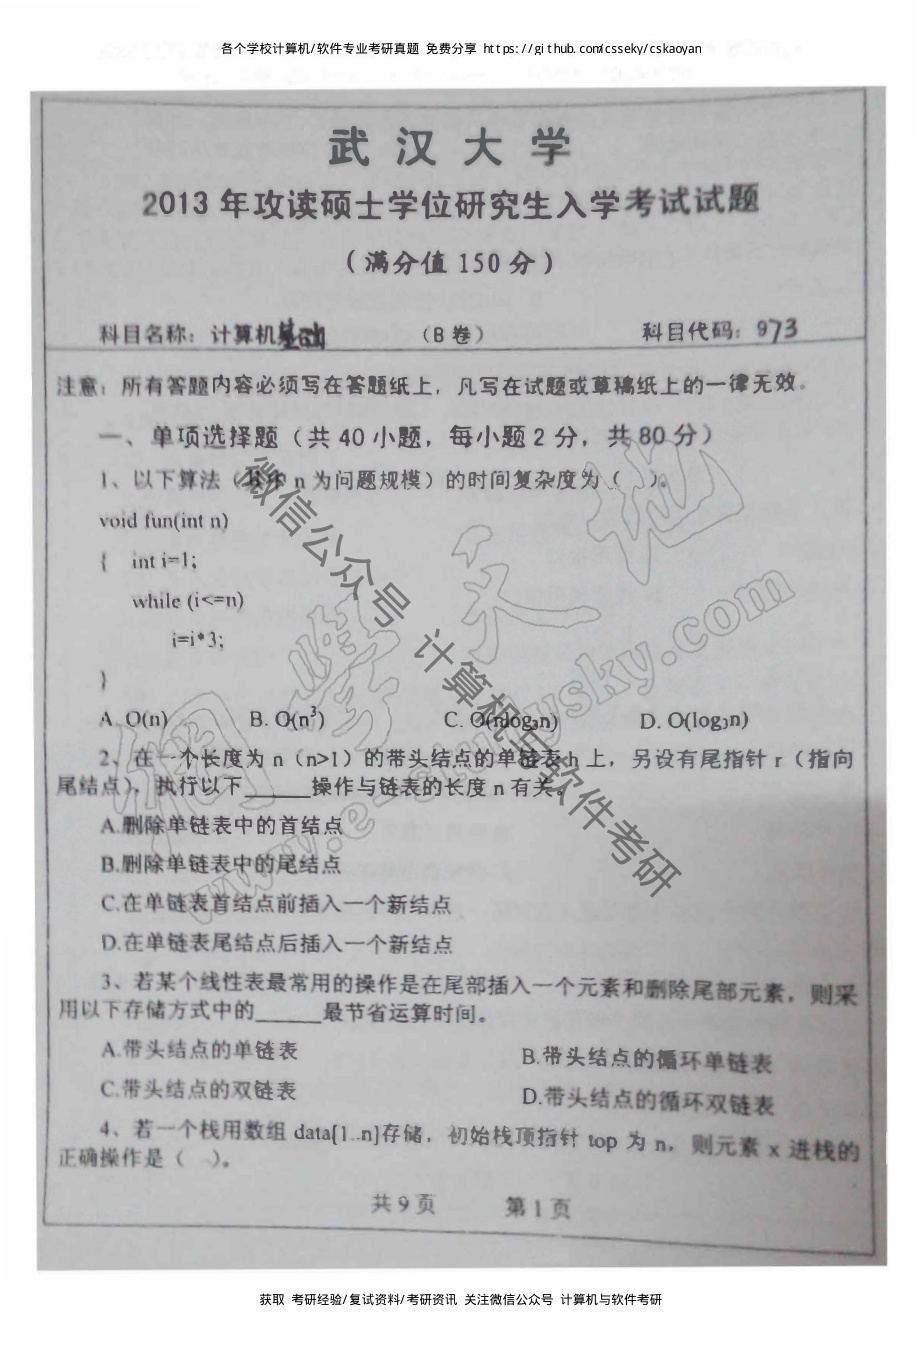 各个学校计算机/软件专业考研真题 免费分享 https://github.com/csseky/cskaoyan
武汉大学
2013年攻读硕士学位研究生入学考试试题
（满分值150分）
科目名称：计算机基础 （B卷） 科目代码：973
注意：所有答题内容必须写在答题纸上，凡写在试题或草稿纸上的一律无效。
一、单项选择题（共40小题，每小题2分，共80分）
1、以下算法（其中n为问题规模）的时间复杂度为（ ）。
void fun(int n)
{ int i=1;
while (i<=n)
i=i*3;
}
A. O(n) B. O(n³) C. O(nlog₃n) D. O(log₃n)
2、在一个长度为n（n>1）的带头结点的单链表h上，另设有尾指针r（指向
尾结点），执行以下______操作与链表的长度n有关。
A.删除单链表中的首结点
B.删除单链表中的尾结点
C.在单链表首结点前插入一个新结点
D.在单链表尾结点后插入一个新结点
3、若某个线性表最常用的操作是在尾部插入一个元素和删除尾部元素，则采
用以下存储方式中的______最节省运算时间。
A.带头结点的单链表 B.带头结点的循环单链表
C.带头结点的双链表 D.带头结点的循环双链表
4、若一个栈用数组data[1..n]存储，初始栈顶指针top为n，则元素x进栈的
正确操作是（ ）。
共9页 第1页
微信公众号 计算机与软件考研
网学天地
www.e-studysky.com
获取 考研经验/复试资料/考研资讯 关注微信公众号 计算机与软件考研